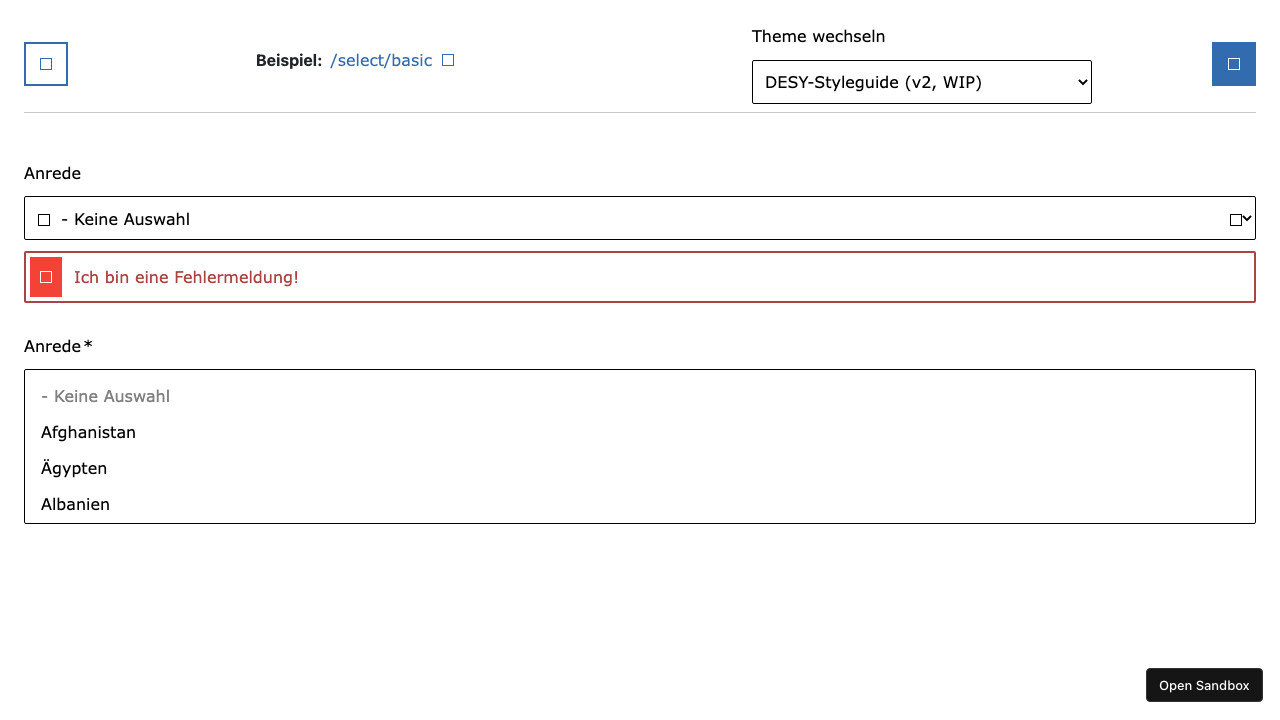 Beispiel: /select/basic
Theme wechseln
DESY-Styleguide (v2, WIP)
Anrede
- Keine Auswahl
Ich bin eine Fehlermeldung!
Anrede*
- Keine Auswahl
Afghanistan
Ägypten
Albanien
Open Sandbox